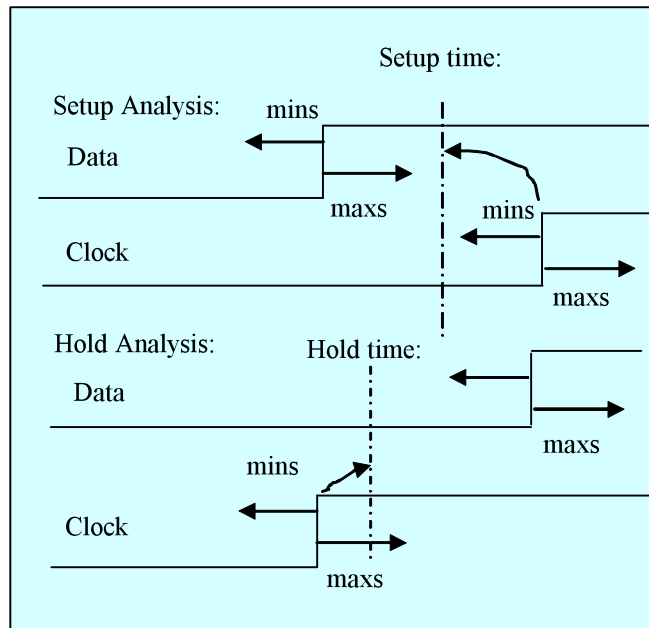 Setup time:
Setup Analysis:
mins
Data
maxs
mins
Clock
maxs
Hold Analysis:
Hold time:
Data
maxs
mins
Clock
maxs